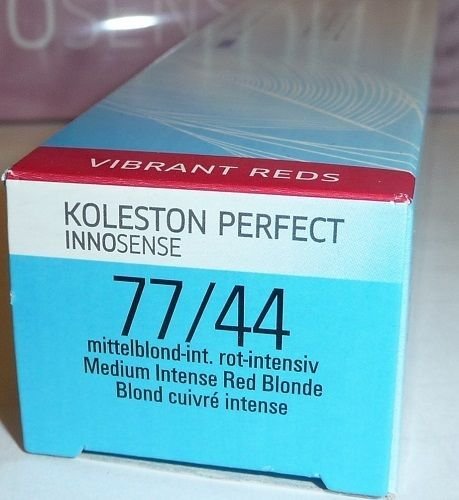 VIBRANT REDS
KOLESTON PERFECT
INNOSENSE
77/44
mittelblond-int. rot-intensiv
Medium Intense Red Blonde
Blond cuivré intense